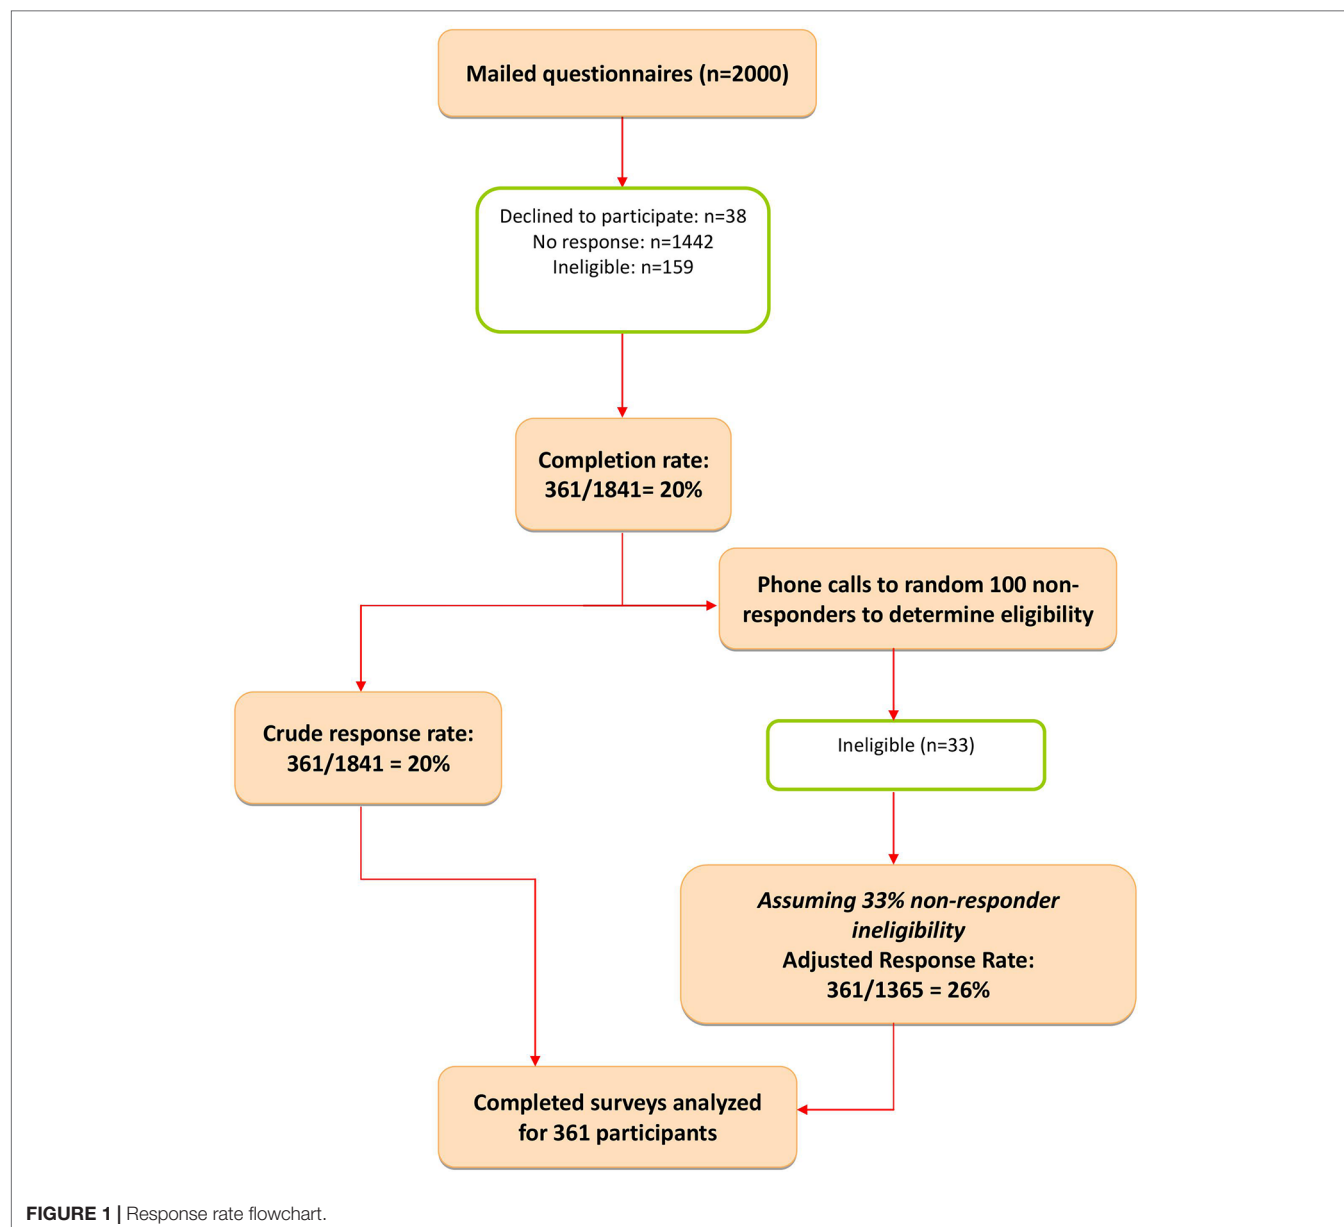 Mailed questionnaires (n=2000)
Declined to participate: n=38
No response: n=1442
Ineligible: n=159
Completion rate:
361/1841= 20%
Phone calls to random 100 non-
responders to determine eligibility
Crude response rate:
361/1841 = 20%
Ineligible (n=33)
Assuming 33% non-responder
ineligibility
Adjusted Response Rate:
361/1365 = 26%
Completed surveys analyzed
for 361 participants
FIGURE 1 | Response rate flowchart.